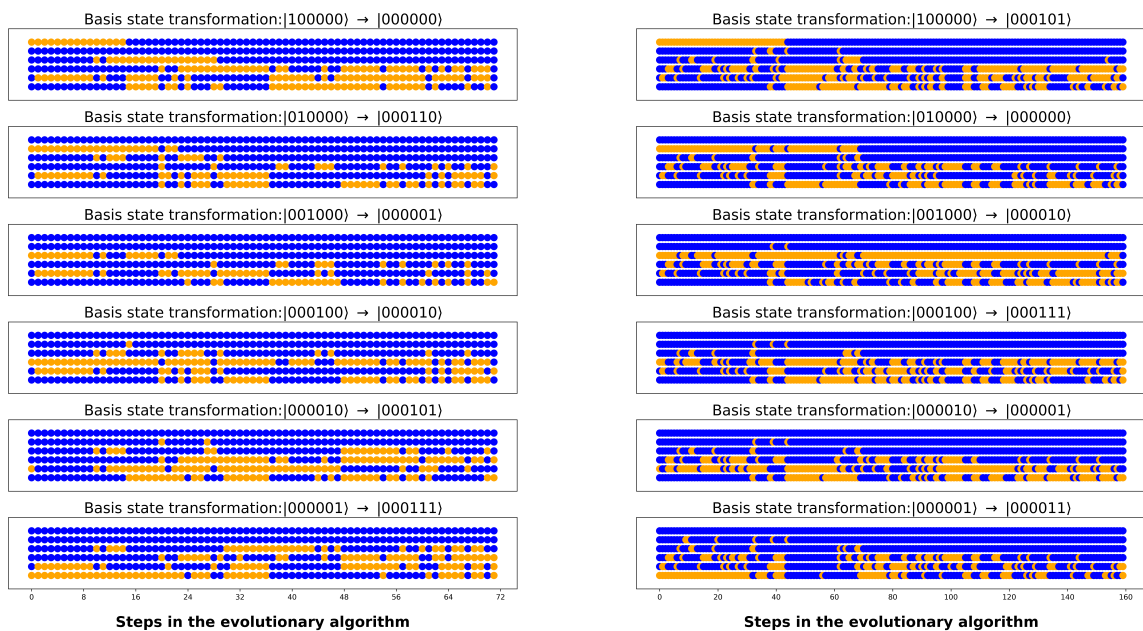 Basis state transformation:|100000⟩ → |000000⟩
Basis state transformation:|010000⟩ → |000110⟩
Basis state transformation:|001000⟩ → |000001⟩
Basis state transformation:|000100⟩ → |000010⟩
Basis state transformation:|000010⟩ → |000101⟩
Basis state transformation:|000001⟩ → |000111⟩
0 8 16 24 32 40 48 56 64 72
Steps in the evolutionary algorithm
Basis state transformation:|100000⟩ → |000101⟩
Basis state transformation:|010000⟩ → |000000⟩
Basis state transformation:|001000⟩ → |000010⟩
Basis state transformation:|000100⟩ → |000111⟩
Basis state transformation:|000010⟩ → |000001⟩
Basis state transformation:|000001⟩ → |000011⟩
0 20 40 60 80 100 120 140 160
Steps in the evolutionary algorithm